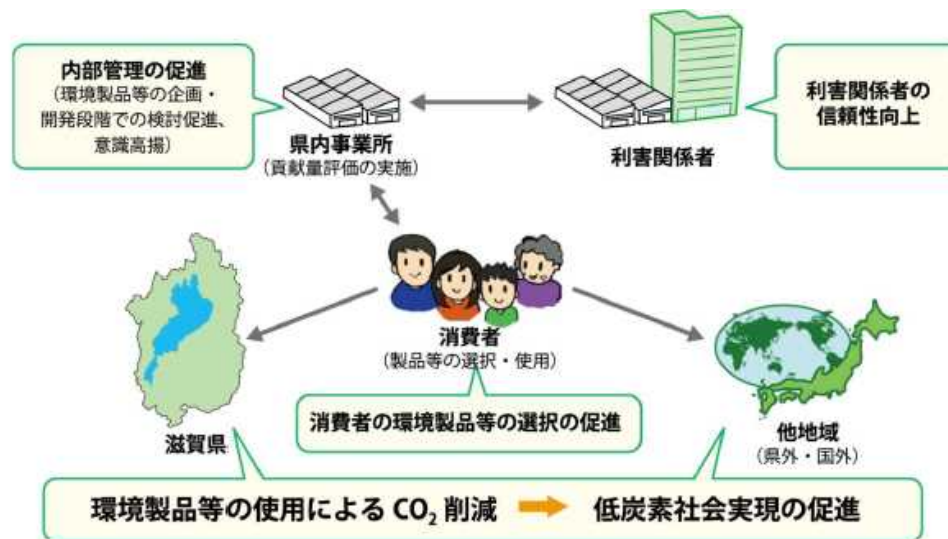 内部管理の促進
（環境製品等の企画・
開発段階での検討促進、
意識高揚）
県内事業所
（貢献量評価の実施）
利害関係者
利害関係者の
信頼性向上
消費者
（製品等の選択・使用）
消費者の環境製品等の選択の促進
滋賀県
他地域
（県外・国外）
環境製品等の使用によるCO₂削減 ➡ 低炭素社会実現の促進